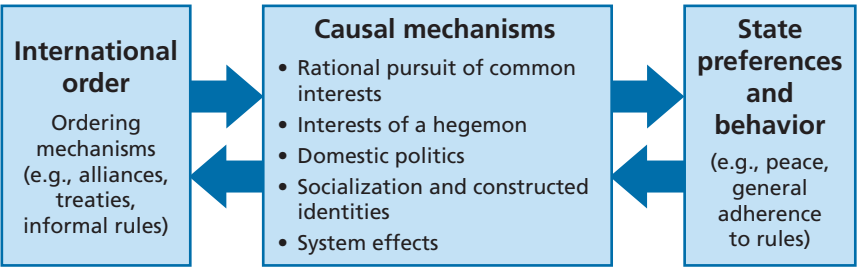 International
order
Ordering
mechanisms
(e.g., alliances,
treaties,
informal rules)
Causal mechanisms
• Rational pursuit of common
interests
• Interests of a hegemon
• Domestic politics
• Socialization and constructed
identities
• System effects
State
preferences
and
behavior
(e.g., peace,
general
adherence
to rules)